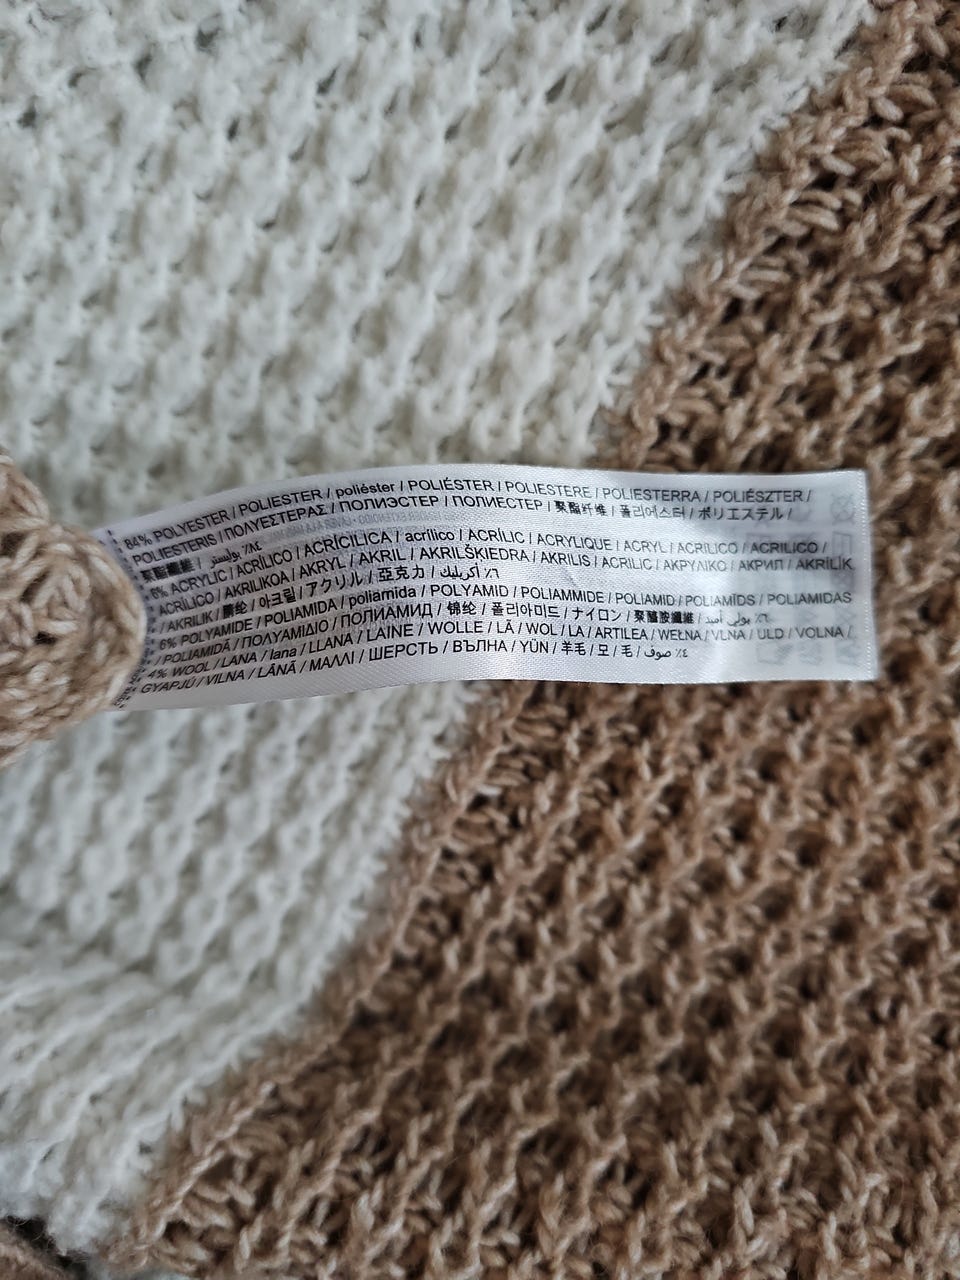 84% POLYESTER / POLIESTER / poliéster / POLIÉSTER / POLIESTERE / POLIESTERRA / POLIÉSZTER /
POLIESTERIS / ΠΟΛΥΕΣΤΕΡΑΣ / ПОЛИЭСТЕР / ПОЛИЕСТЕР / 聚酯纤维 / 폴리에스터 / ポリエステル /
聚酯纖維 / ٨٤٪ بوليستر
6% ACRYLIC / ACRÍLICO / ACRÍCILICA / acrílico / ACRÍLIC / ACRYLIQUE / ACRYL / ACRILICO / ACRILICO /
ACRÍLICO / AKRILIKOA / AKRYL / AKRIL / AKRILŠKIEDRA / AKRILIS / ACRILIC / ΑΚΡΥΛΙΚΟ / АКРИЛ / AKRİLİK
/ AKRILIK / 腈纶 / 아크릴 / アクリル / 亞克力 / ٦٪ أكريليك
6% POLYAMIDE / POLIAMIDA / poliamida / POLYAMID / POLIAMMIDE / POLIAMID / POLIAMĪDS / POLIAMIDAS
/ POLIAMIDĂ / ΠΟΛΥΑΜΙΔΙΟ / ПОЛИАМИД / 锦纶 / 폴리아미드 / ナイロン / 聚醯胺纖維 / ٦٪ بولي أميد
4% WOOL / LANA / lana / LLANA / LAINE / WOLLE / LÃ / WOL / LA / ARTILEA / WEŁNA / VLNA / ULD / VOLNA /
GYAPJÚ / VILNA / LÂNĂ / ΜΑΛΛΙ / ШЕРСТЬ / ВЪЛНА / YÜN / 羊毛 / 모 / 毛 / ٤٪ صوف